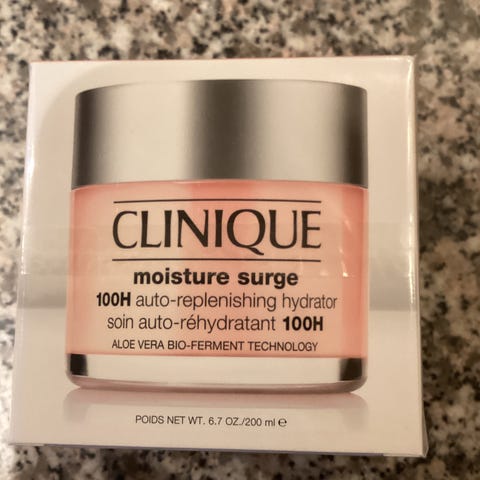 CLINIQUE
moisture surge
100H auto-replenishing hydrator
soin auto-réhydratant 100H
ALOE VERA BIO-FERMENT TECHNOLOGY
POIDS NET WT. 6.7 OZ./200 ml ℮